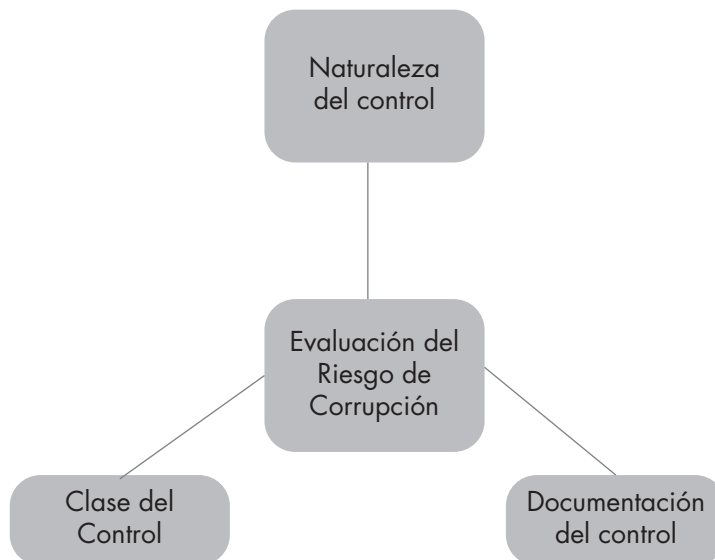 Naturaleza
del control
Evaluación del
Riesgo de
Corrupción
Clase del
Control
Documentación
del control